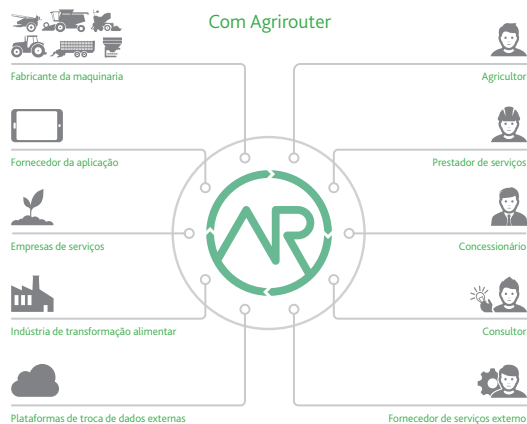 Com Agrirouter
Fabricante da maquinaria
Agricultor
Fornecedor da aplicação
Prestador de serviços
AR
Empresas de serviços
Concessionário
Indústria de transformação alimentar
Consultor
Plataformas de troca de dados externas
Fornecedor de serviços externo